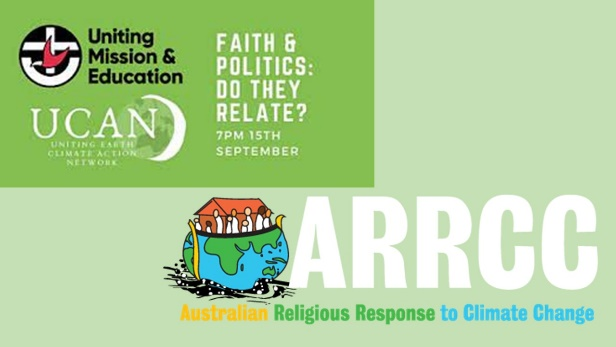 Uniting
Mission &
Education
UCAN
UNITING EARTH
CLIMATE ACTION
NETWORK
FAITH &
POLITICS:
DO THEY
RELATE?
7PM 15TH
SEPTEMBER
ARRCC
Australian Religious Response to Climate Change